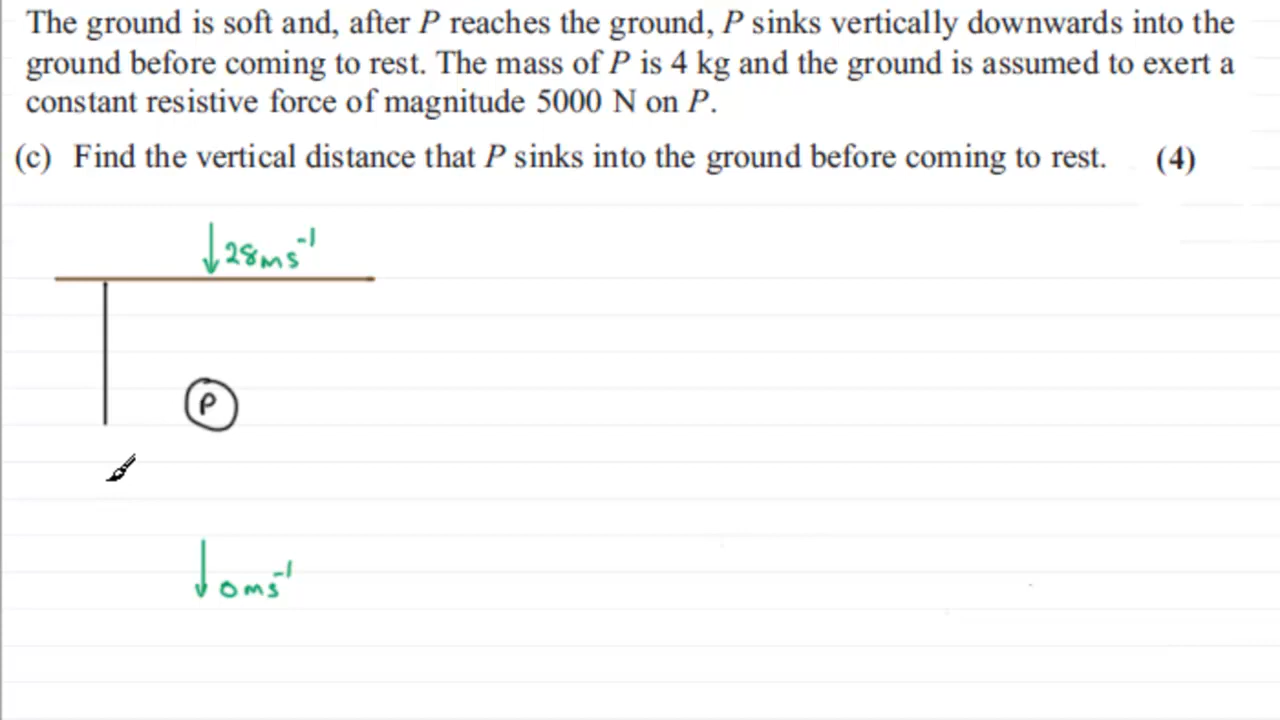 The ground is soft and, after P reaches the ground, P sinks vertically downwards into the
ground before coming to rest. The mass of P is 4 kg and the ground is assumed to exert a
constant resistive force of magnitude 5000 N on P.
(c) Find the vertical distance that P sinks into the ground before coming to rest. (4)
↓28ms⁻¹
P
↓0ms⁻¹